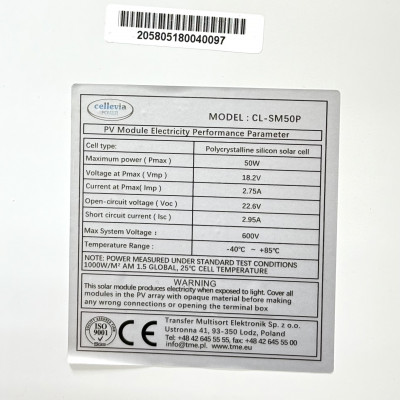 205805180040097
cellevia
MODEL : CL-SM50P
PV Module Electricity Performance Parameter
Cell type: Polycrystalline silicon solar cell
Maximum power ( Pmax ) 50W
Voltage at Pmax ( Vmp ) 18.2V
Current at Pmax( Imp ) 2.75A
Open-circuit voltage ( Voc ) 22.6V
Short circuit current ( Isc ) 2.95A
Max System Voltage : 600V
Temperature Range : -40°C ~ +85°C
NOTE: POWER MEASURED UNDER STANDARD TEST CONDITIONS
1000W/M² AM 1.5 GLOBAL, 25°C CELL TEMPERATURE
WARNING
This solar module produces electricity when exposed to light. Cover all
modules in the PV array with opaque material before making
any wrong connections or opening the terminal box
ISO
9001
CE
Transfer Multisort Elektronik Sp. z o.o.
Ustronna 41, 93-350 Lodz, Poland
Tel: +48 42 645 55 55, fax: +48 42 645 55 00
info@tme.pl, www.tme.eu